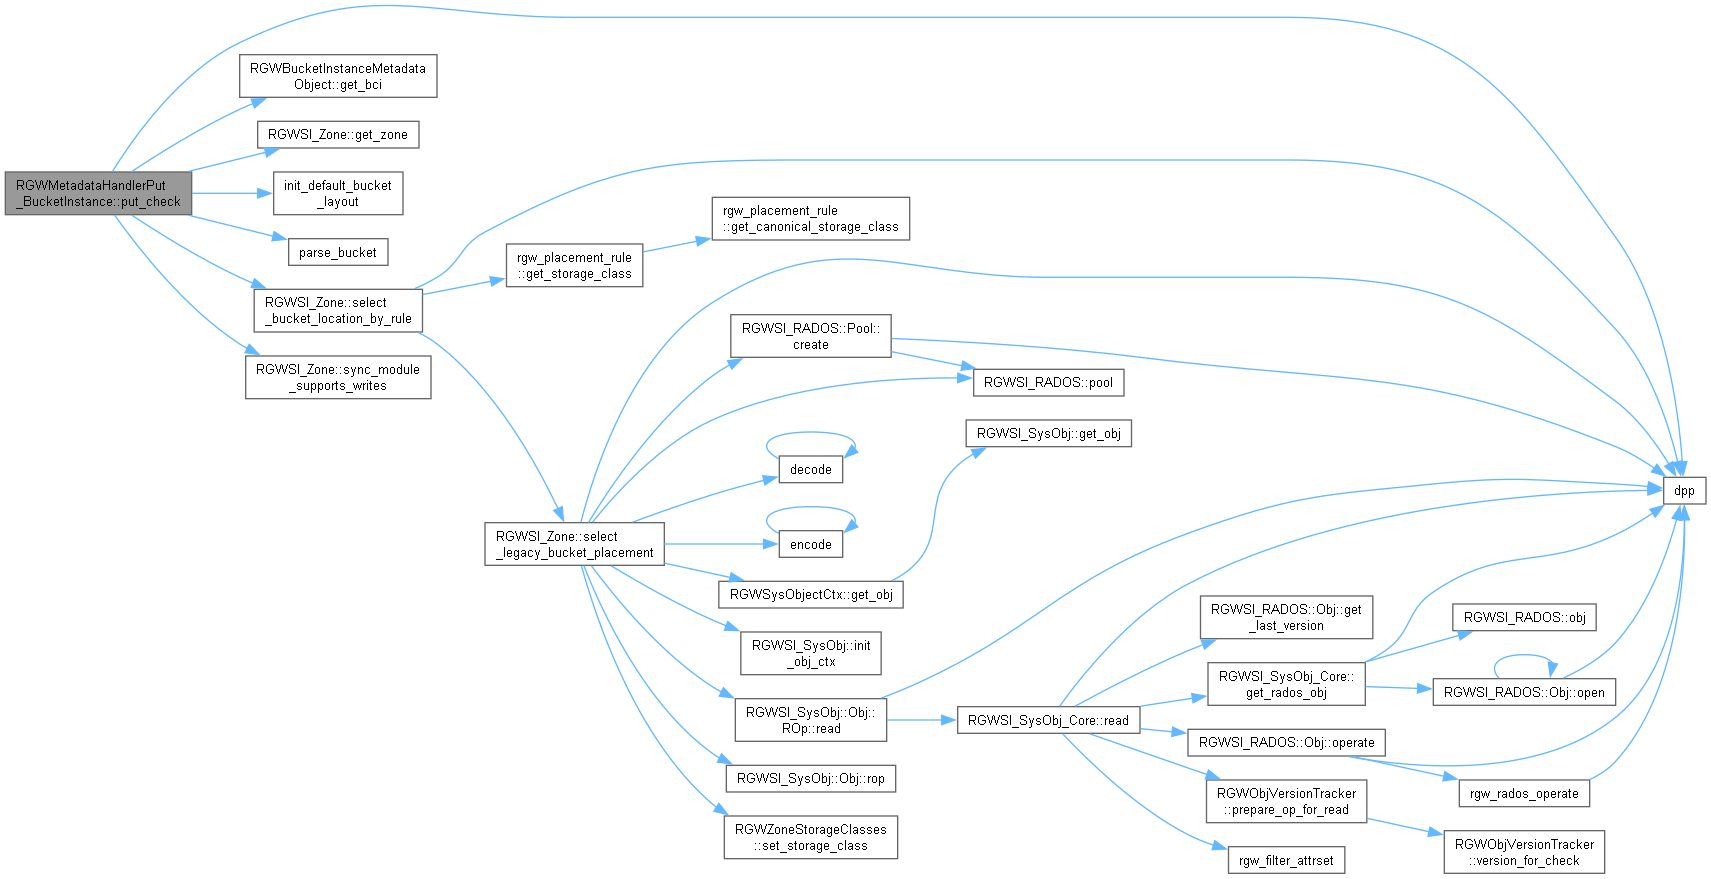 RGWMetadataHandlerPut
_BucketInstance::put_check
RGWBucketInstanceMetadata
Object::get_bci
RGWSI_Zone::get_zone
init_default_bucket
_layout
parse_bucket
RGWSI_Zone::select
_bucket_location_by_rule
RGWSI_Zone::sync_module
_supports_writes
rgw_placement_rule
::get_storage_class
rgw_placement_rule
::get_canonical_storage_class
RGWSI_Zone::select
_legacy_bucket_placement
RGWSI_RADOS::Pool::
create
RGWSI_RADOS::pool
decode
encode
RGWSysObjectCtx::get_obj
RGWSI_SysObj::get_obj
RGWSI_SysObj::init
_obj_ctx
RGWSI_SysObj::Obj::
ROp::read
RGWSI_SysObj::Obj::rop
RGWZoneStorageClasses
::set_storage_class
RGWSI_SysObj_Core::read
RGWSI_RADOS::Obj::get
_last_version
RGWSI_SysObj_Core::
get_rados_obj
RGWSI_RADOS::Obj::operate
RGWObjVersionTracker
::prepare_op_for_read
rgw_filter_attrset
RGWSI_RADOS::obj
RGWSI_RADOS::Obj::open
rgw_rados_operate
RGWObjVersionTracker
::version_for_check
dpp